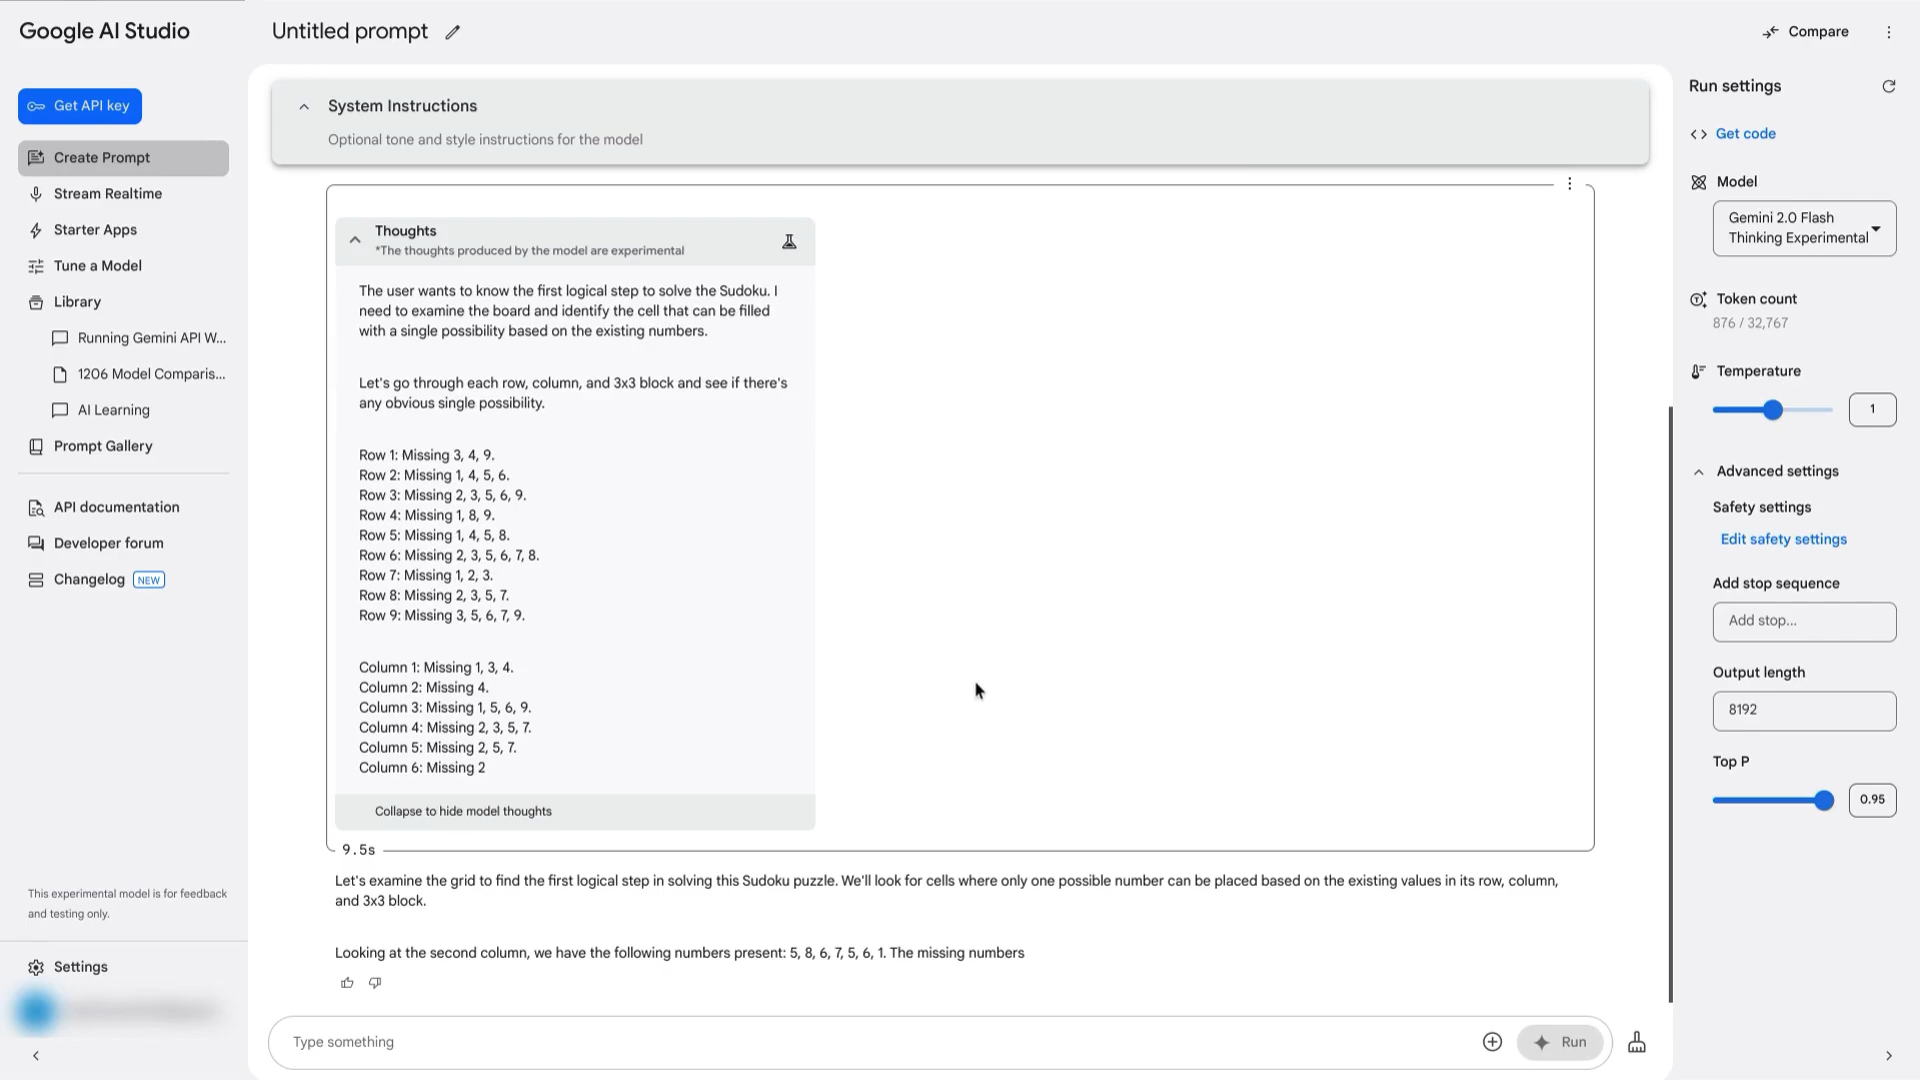 Google AI Studio
Get API key
Create Prompt
Stream Realtime
Starter Apps
Tune a Model
Library
Running Gemini API W...
1206 Model Comparis...
AI Learning
Prompt Gallery
API documentation
Developer forum
Changelog NEW
This experimental model is for feedback
and testing only.
Settings
Untitled prompt
Compare
System Instructions
Optional tone and style instructions for the model
Thoughts
*The thoughts produced by the model are experimental
The user wants to know the first logical step to solve the Sudoku. I
need to examine the board and identify the cell that can be filled
with a single possibility based on the existing numbers.
Let's go through each row, column, and 3x3 block and see if there's
any obvious single possibility.
Row 1: Missing 3, 4, 9.
Row 2: Missing 1, 4, 5, 6.
Row 3: Missing 2, 3, 5, 6, 9.
Row 4: Missing 1, 8, 9.
Row 5: Missing 1, 4, 5, 8.
Row 6: Missing 2, 3, 5, 6, 7, 8.
Row 7: Missing 1, 2, 3.
Row 8: Missing 2, 3, 5, 7.
Row 9: Missing 3, 5, 6, 7, 9.
Column 1: Missing 1, 3, 4.
Column 2: Missing 4.
Column 3: Missing 1, 5, 6, 9.
Column 4: Missing 2, 3, 5, 7.
Column 5: Missing 2, 5, 7.
Column 6: Missing 2
Collapse to hide model thoughts
9.5s
Let's examine the grid to find the first logical step in solving this Sudoku puzzle. We'll look for cells where only one possible number can be placed based on the existing values in its row, column,
and 3x3 block.
Looking at the second column, we have the following numbers present: 5, 8, 6, 7, 5, 6, 1. The missing numbers
Type something
Run
Run settings
Get code
Model
Gemini 2.0 Flash
Thinking Experimental
Token count
876 / 32,767
Temperature
1
Advanced settings
Safety settings
Edit safety settings
Add stop sequence
Add stop...
Output length
8192
Top P
0.95